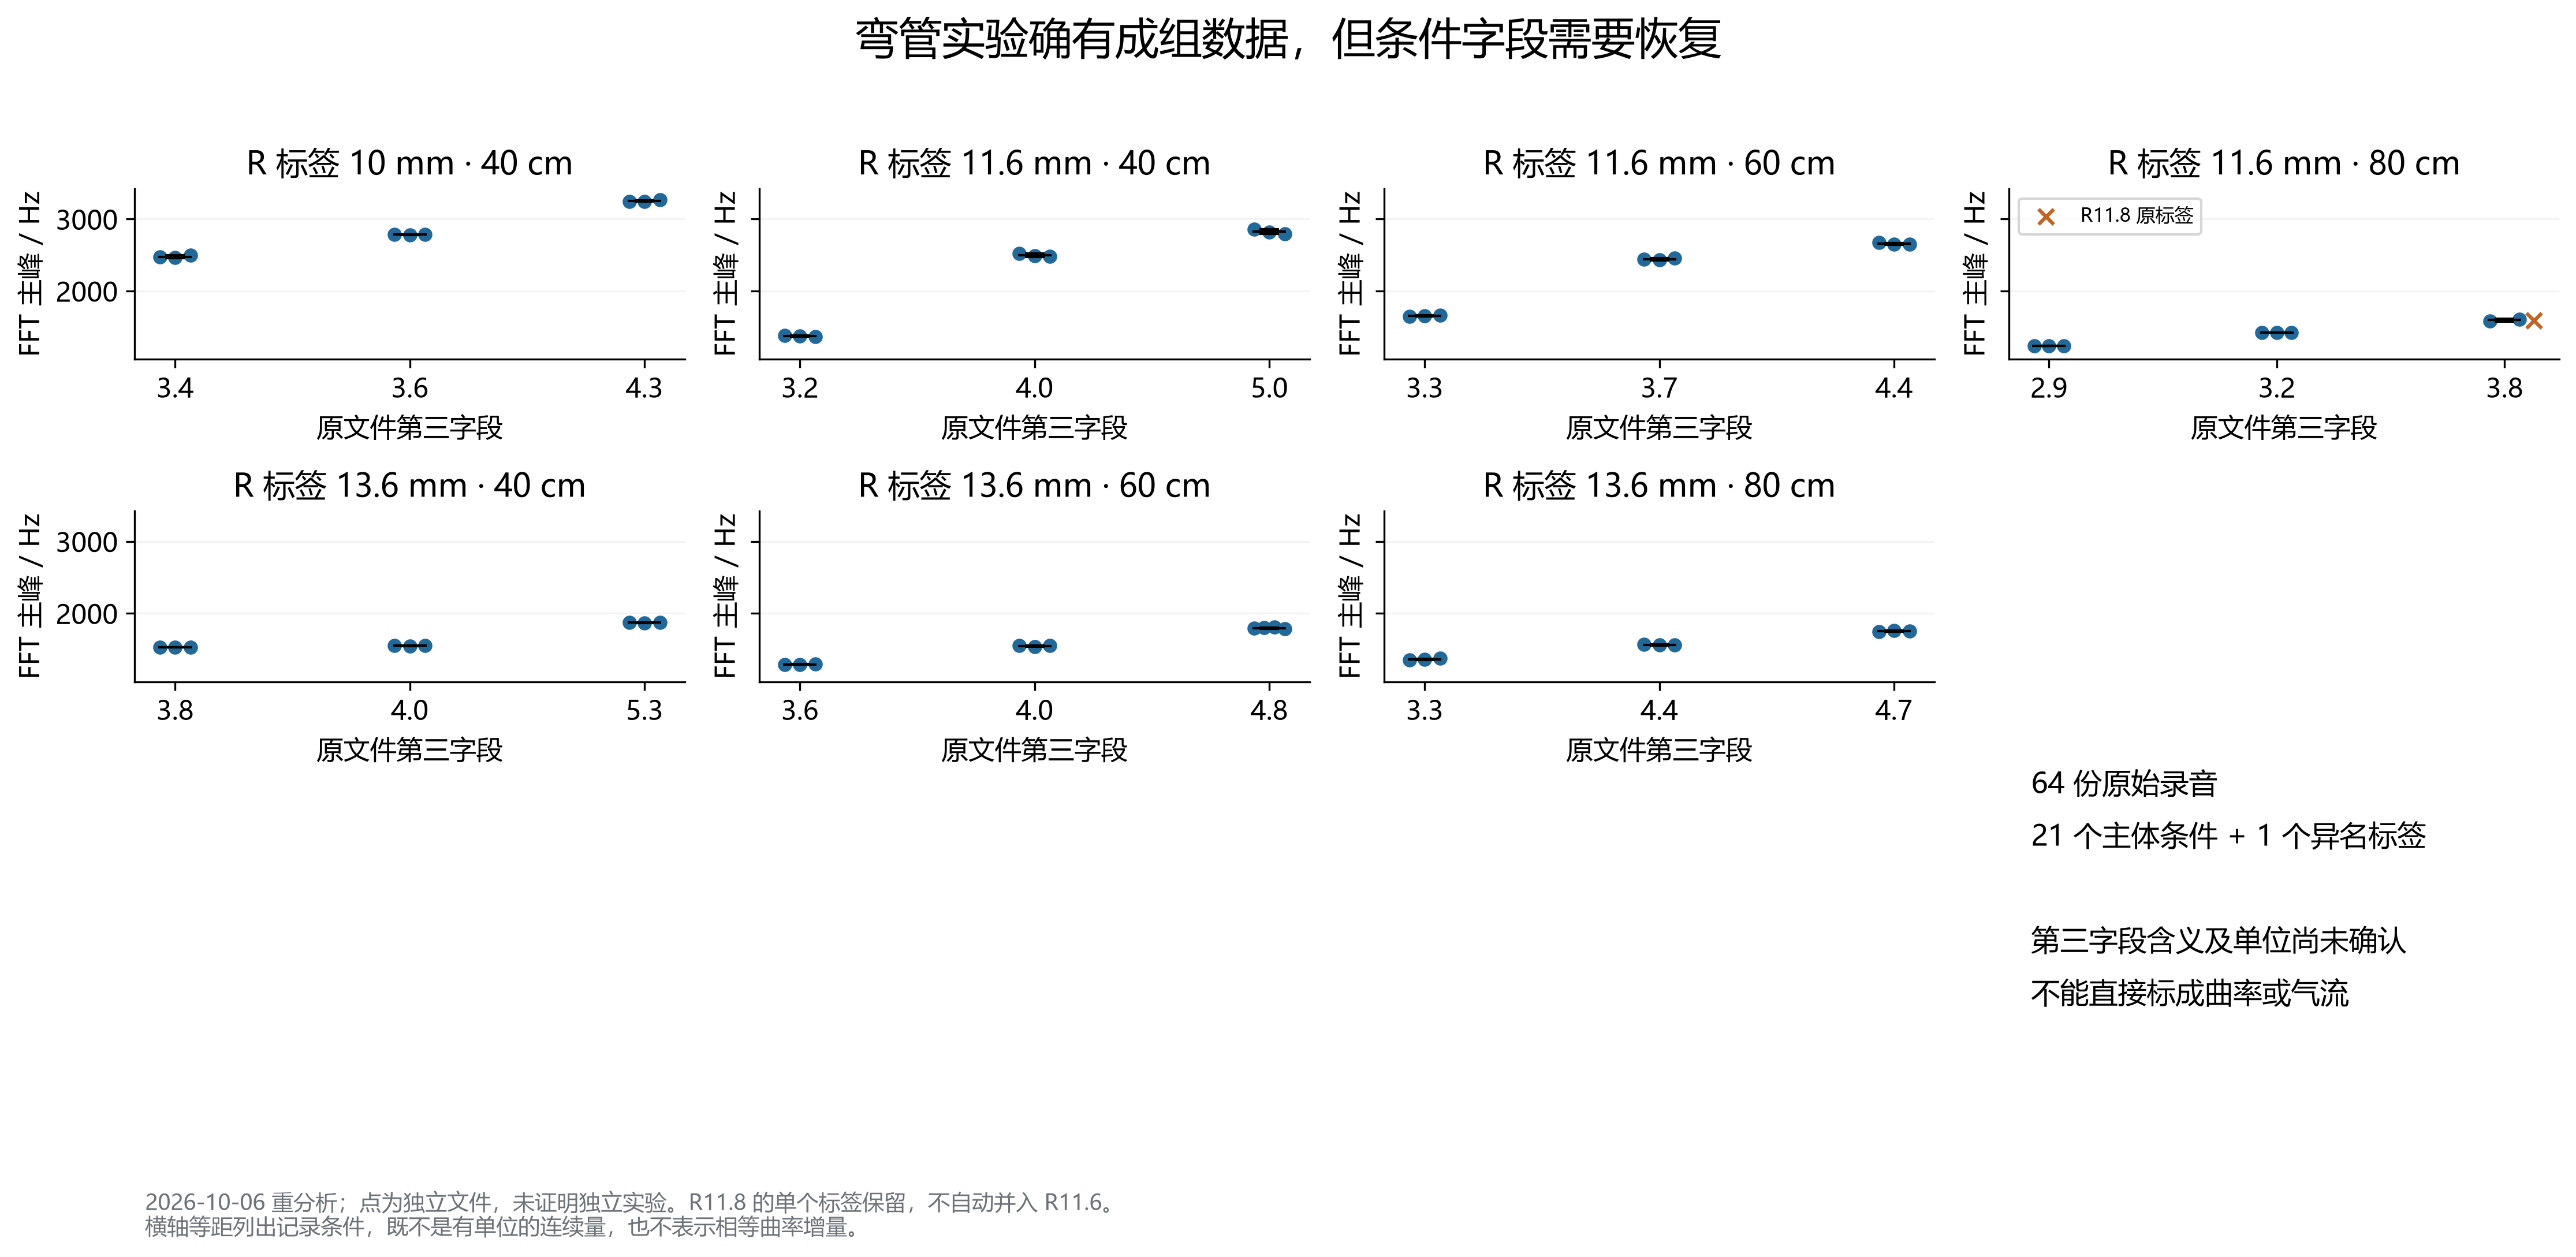 弯管实验确有成组数据，但条件字段需要恢复
R 标签 10 mm · 40 cm
FFT 主峰 / Hz
3000
2000
3.4 3.6 4.3
原文件第三字段
R 标签 11.6 mm · 40 cm
FFT 主峰 / Hz
3.2 4.0 5.0
原文件第三字段
R 标签 11.6 mm · 60 cm
FFT 主峰 / Hz
3.3 3.7 4.4
原文件第三字段
R 标签 11.6 mm · 80 cm
FFT 主峰 / Hz
R11.8 原标签
2.9 3.2 3.8
原文件第三字段
R 标签 13.6 mm · 40 cm
FFT 主峰 / Hz
3000
2000
3.8 4.0 5.3
原文件第三字段
R 标签 13.6 mm · 60 cm
FFT 主峰 / Hz
3.6 4.0 4.8
原文件第三字段
R 标签 13.6 mm · 80 cm
FFT 主峰 / Hz
3.3 4.4 4.7
原文件第三字段
64 份原始录音
21 个主体条件 + 1 个异名标签
第三字段含义及单位尚未确认
不能直接标成曲率或气流
2026-10-06 重分析；点为独立文件，未证明独立实验。R11.8 的单个标签保留，不自动并入 R11.6。
横轴等距列出记录条件，既不是有单位的连续量，也不表示相等曲率增量。